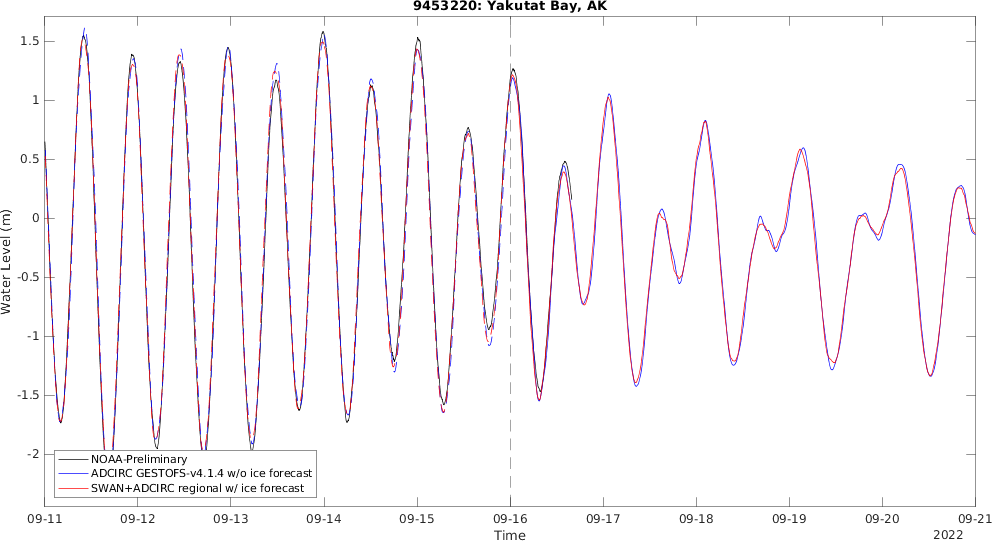 9453220: Yakutat Bay, AK
1.5
1
0.5
0
-0.5
-1
-1.5
-2
Water Level (m)
NOAA-Preliminary
ADCIRC GESTOFS-v4.1.4 w/o ice forecast
SWAN+ADCIRC regional w/ ice forecast
09-11 09-12 09-13 09-14 09-15 09-16 09-17 09-18 09-19 09-20 09-21
Time
2022